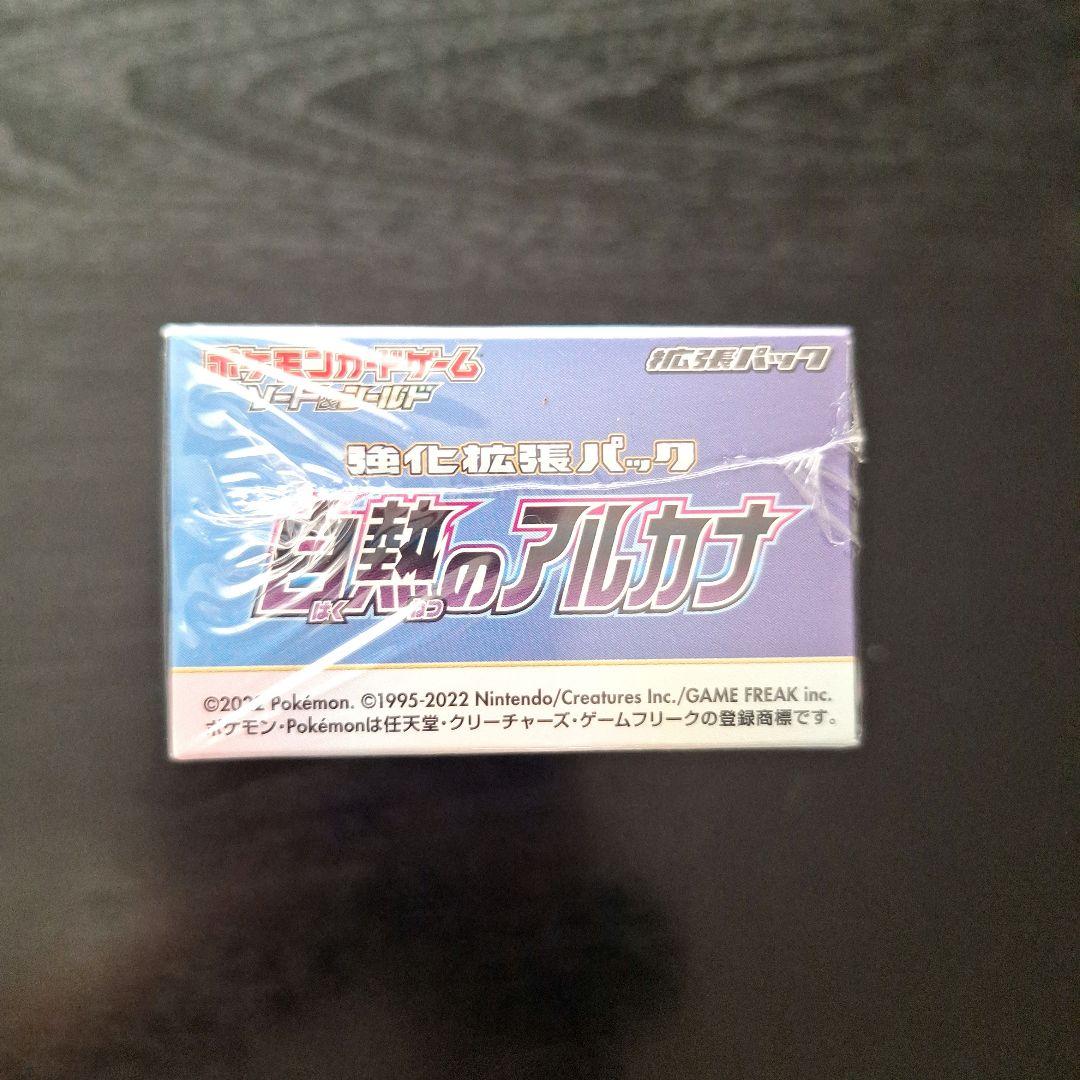 ポケモンカードゲーム
ソード&シールド
拡張パック
強化拡張パック
白熱のアルカナ
はく ねつ
©2022 Pokémon. ©1995-2022 Nintendo/Creatures Inc./GAME FREAK inc.
ポケモン・Pokémonは任天堂・クリーチャーズ・ゲームフリークの登録商標です。